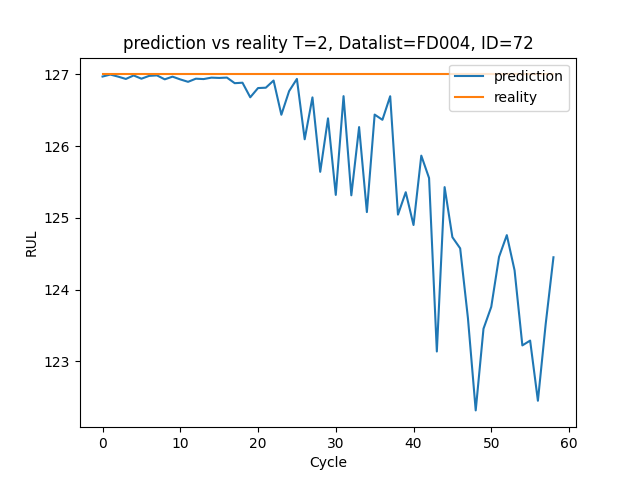 prediction vs reality T=2, Datalist=FD004, ID=72
prediction
reality
127
126
125
124
123
RUL
0 10 20 30 40 50 60
Cycle